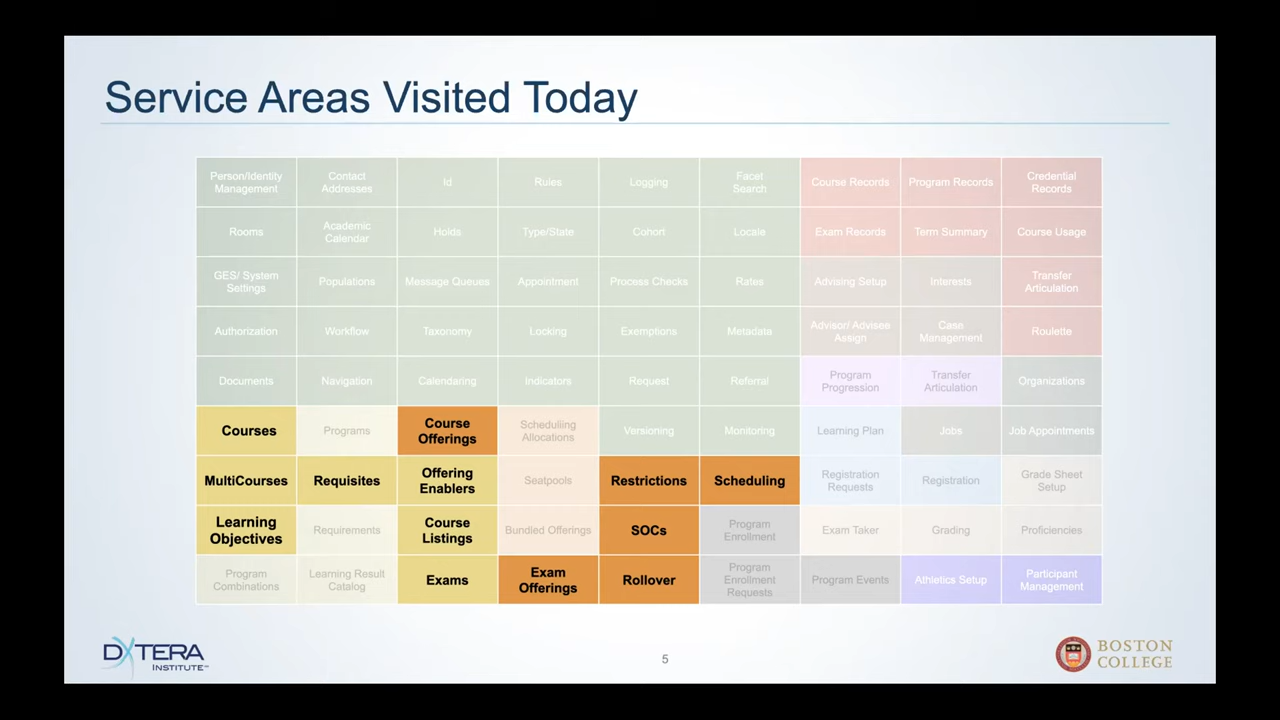 Service Areas Visited Today
Person/Identity
Management
Contact
Addresses
Id
Rules
Logging
Facet
Search
Course Records
Program Records
Credential
Records
Rooms
Academic
Calendar
Holds
Type/State
Cohort
Locale
Exam Records
Term Summary
Course Usage
GES/ System
Settings
Populations
Message Queues
Appointment
Process Checks
Rates
Advising Setup
Interests
Transfer
Articulation
Authorization
Workflow
Taxonomy
Locking
Exemptions
Metadata
Advisor/ Advisee
Assign
Case
Management
Roulette
Documents
Navigation
Calendaring
Indicators
Request
Referral
Program
Progression
Transfer
Articulation
Organizations
Courses
Programs
Course
Offerings
Scheduliing
Allocations
Versioning
Monitoring
Learning Plan
Jobs
Job Appointments
MultiCourses
Requisites
Offering
Enablers
Seatpools
Restrictions
Scheduling
Registration
Requests
Registration
Grade Sheet
Setup
Learning
Objectives
Requirements
Course
Listings
Bundled Offerings
SOCs
Program
Enrollment
Exam Taker
Grading
Proficiencies
Program
Combinations
Learning Result
Catalog
Exams
Exam
Offerings
Rollover
Program
Enrollment
Requests
Program Events
Athletics Setup
Participant
Management
DXTERA
INSTITUTE℠
5
BOSTON
COLLEGE